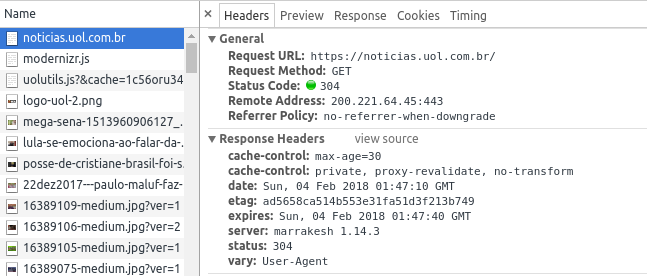 Name
noticias.uol.com.br
modernizr.js
uolutils.js?&cache=1c56oru34
logo-uol-2.png
mega-sena-1513960906127_...
lula-se-emociona-ao-falar-da-...
posse-de-cristiane-brasil-foi-s...
22dez2017---paulo-maluf-faz-...
16389109-medium.jpg?ver=1
16389106-medium.jpg?ver=2
16389105-medium.jpg?ver=1
16389075-medium.jpg?ver=1
× Headers Preview Response Cookies Timing
▼ General
Request URL: https://noticias.uol.com.br/
Request Method: GET
Status Code: 304
Remote Address: 200.221.64.45:443
Referrer Policy: no-referrer-when-downgrade
▼ Response Headers view source
cache-control: max-age=30
cache-control: private, proxy-revalidate, no-transform
date: Sun, 04 Feb 2018 01:47:10 GMT
etag: ad5658ca514b553e31fa51d3f213b749
expires: Sun, 04 Feb 2018 01:47:40 GMT
server: marrakesh 1.14.3
status: 304
vary: User-Agent